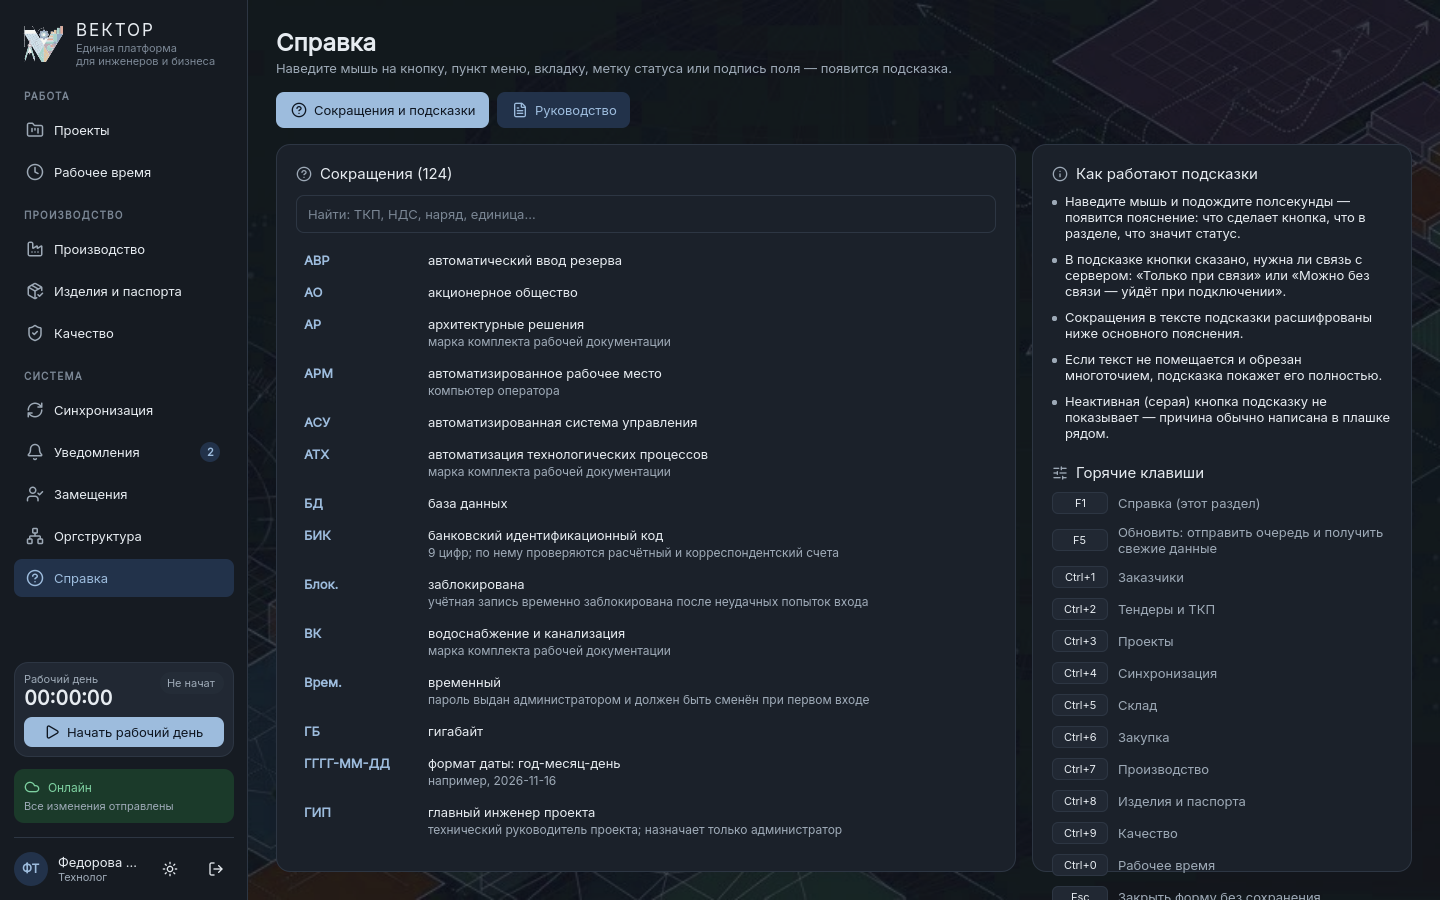 ВЕКТОР
Единая платформа
для инженеров и бизнеса
РАБОТА
Проекты
Рабочее время
ПРОИЗВОДСТВО
Производство
Изделия и паспорта
Качество
СИСТЕМА
Синхронизация
Уведомления 2
Замещения
Оргструктура
Справка
Рабочий день
Не начат
00:00:00
Начать рабочий день
Онлайн
Все изменения отправлены
ФТ
Федорова ...
Технолог
Справка
Наведите мышь на кнопку, пункт меню, вкладку, метку статуса или подпись поля — появится подсказка.
Сокращения и подсказки
Руководство
Сокращения (124)
Найти: ТКП, НДС, наряд, единица...
АВР автоматический ввод резерва
АО акционерное общество
АР архитектурные решения
марка комплекта рабочей документации
АРМ автоматизированное рабочее место
компьютер оператора
АСУ автоматизированная система управления
АТХ автоматизация технологических процессов
марка комплекта рабочей документации
БД база данных
БИК банковский идентификационный код
9 цифр; по нему проверяются расчётный и корреспондентский счета
Блок. заблокирована
учётная запись временно заблокирована после неудачных попыток входа
ВК водоснабжение и канализация
марка комплекта рабочей документации
Врем. временный
пароль выдан администратором и должен быть сменён при первом входе
ГБ гигабайт
ГГГГ-ММ-ДД формат даты: год-месяц-день
например, 2026-11-16
ГИП главный инженер проекта
технический руководитель проекта; назначает только администратор
Как работают подсказки
Наведите мышь и подождите полсекунды —
появится пояснение: что сделает кнопка, что в
разделе, что значит статус.
В подсказке кнопки сказано, нужна ли связь с
сервером: «Только при связи» или «Можно без
связи — уйдёт при подключении».
Сокращения в тексте подсказки расшифрованы
ниже основного пояснения.
Если текст не помещается и обрезан
многоточием, подсказка покажет его полностью.
Неактивная (серая) кнопка подсказку не
показывает — причина обычно написана в плашке
рядом.
Горячие клавиши
F1 Справка (этот раздел)
F5 Обновить: отправить очередь и получить
свежие данные
Ctrl+1 Заказчики
Ctrl+2 Тендеры и ТКП
Ctrl+3 Проекты
Ctrl+4 Синхронизация
Ctrl+5 Склад
Ctrl+6 Закупка
Ctrl+7 Производство
Ctrl+8 Изделия и паспорта
Ctrl+9 Качество
Ctrl+0 Рабочее время
Esc Закрыть форму без сохранения